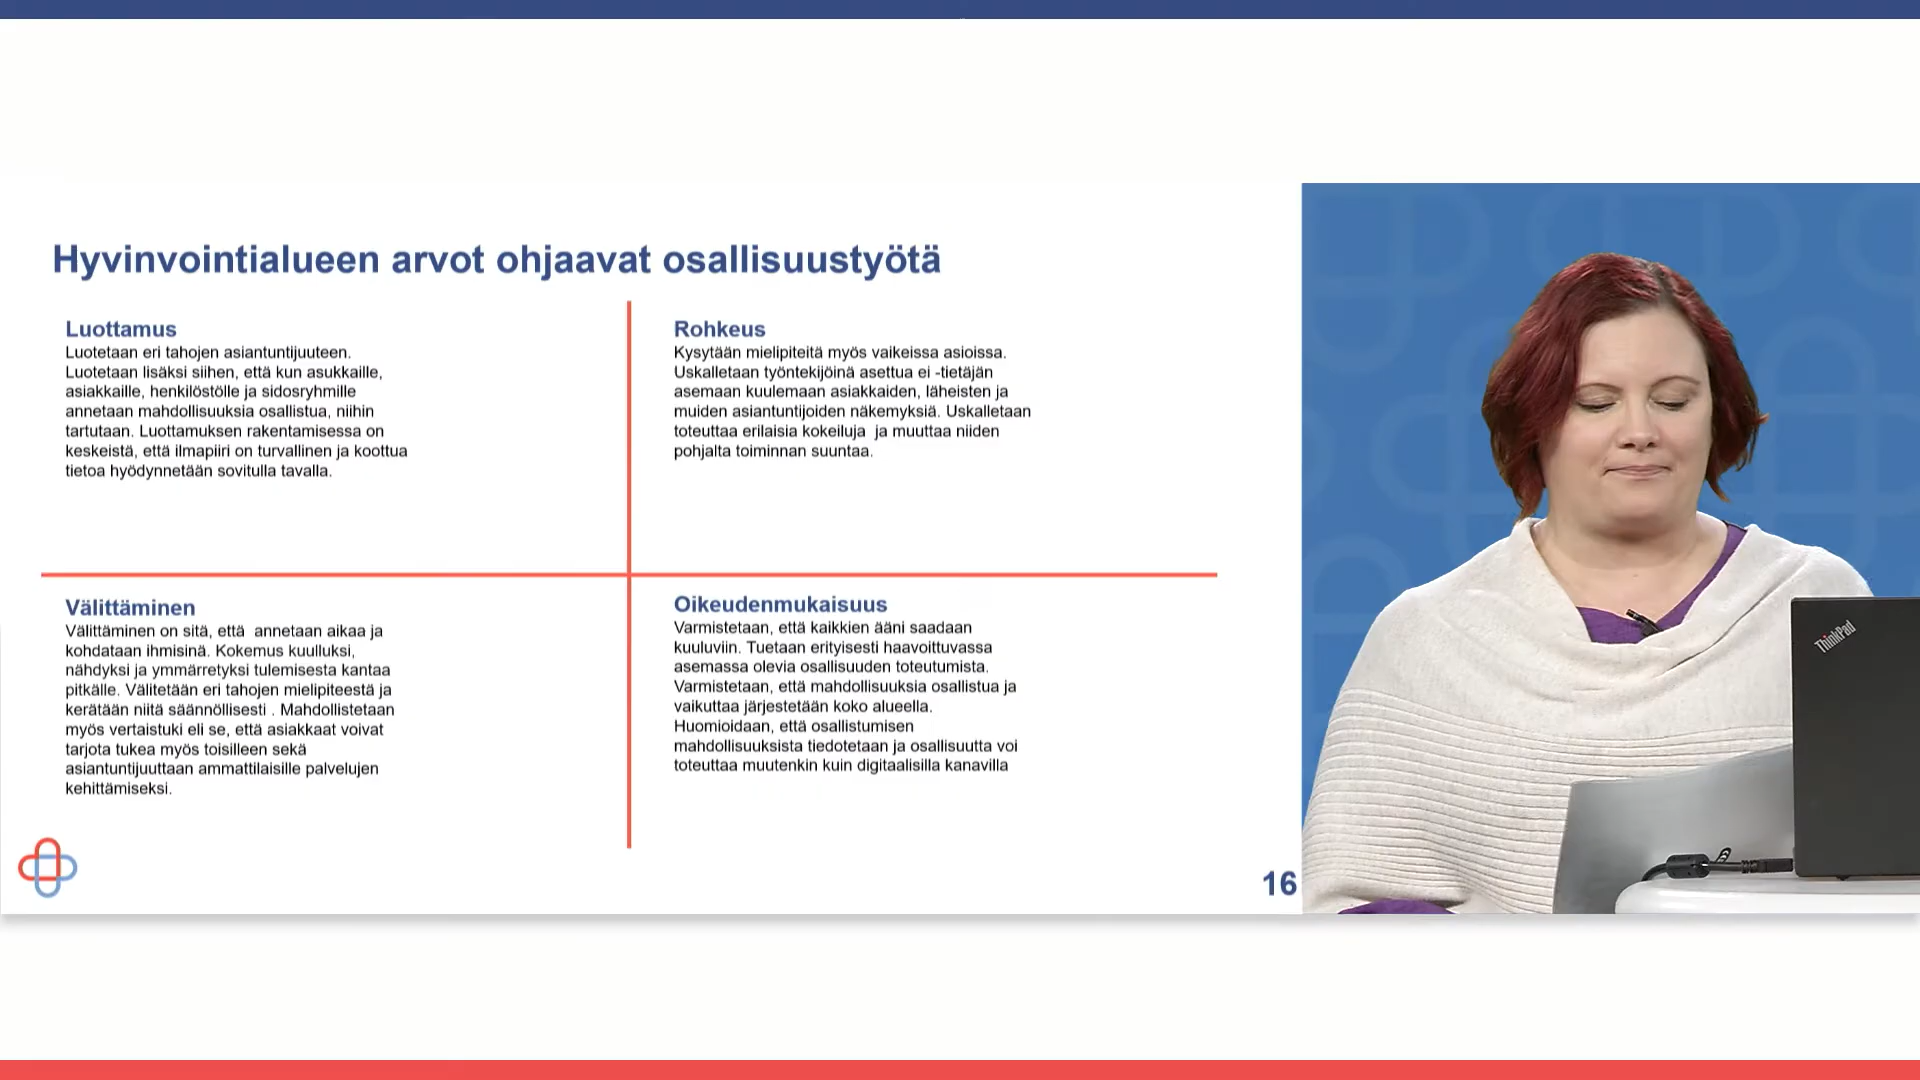 Hyvinvointialueen arvot ohjaavat osallisuustyötä
Luottamus
Luotetaan eri tahojen asiantuntijuuteen.
Luotetaan lisäksi siihen, että kun asukkaille,
asiakkaille, henkilöstölle ja sidosryhmille
annetaan mahdollisuuksia osallistua, niihin
tartutaan. Luottamuksen rakentamisessa on
keskeistä, että ilmapiiri on turvallinen ja koottua
tietoa hyödynnetään sovitulla tavalla.
Rohkeus
Kysytään mielipiteitä myös vaikeissa asioissa.
Uskalletaan työntekijöinä asettua ei -tietäjän
asemaan kuulemaan asiakkaiden, läheisten ja
muiden asiantuntijoiden näkemyksiä. Uskalletaan
toteuttaa erilaisia kokeiluja  ja muuttaa niiden
pohjalta toiminnan suuntaa.
Välittäminen
Välittäminen on sitä, että  annetaan aikaa ja
kohdataan ihmisinä. Kokemus kuulluksi,
nähdyksi ja ymmärretyksi tulemisesta kantaa
pitkälle. Välitetään eri tahojen mielipiteestä ja
kerätään niitä säännöllisesti . Mahdollistetaan
myös vertaistuki eli se, että asiakkaat voivat
tarjota tukea myös toisilleen sekä
asiantuntijuuttaan ammattilaisille palvelujen
kehittämiseksi.
Oikeudenmukaisuus
Varmistetaan, että kaikkien ääni saadaan
kuuluviin. Tuetaan erityisesti haavoittuvassa
asemassa olevia osallisuuden toteutumista.
Varmistetaan, että mahdollisuuksia osallistua ja
vaikuttaa järjestetään koko alueella.
Huomioidaan, että osallistumisen
mahdollisuuksista tiedotetaan ja osallisuutta voi
toteuttaa muutenkin kuin digitaalisilla kanavilla
16
ThinkPad